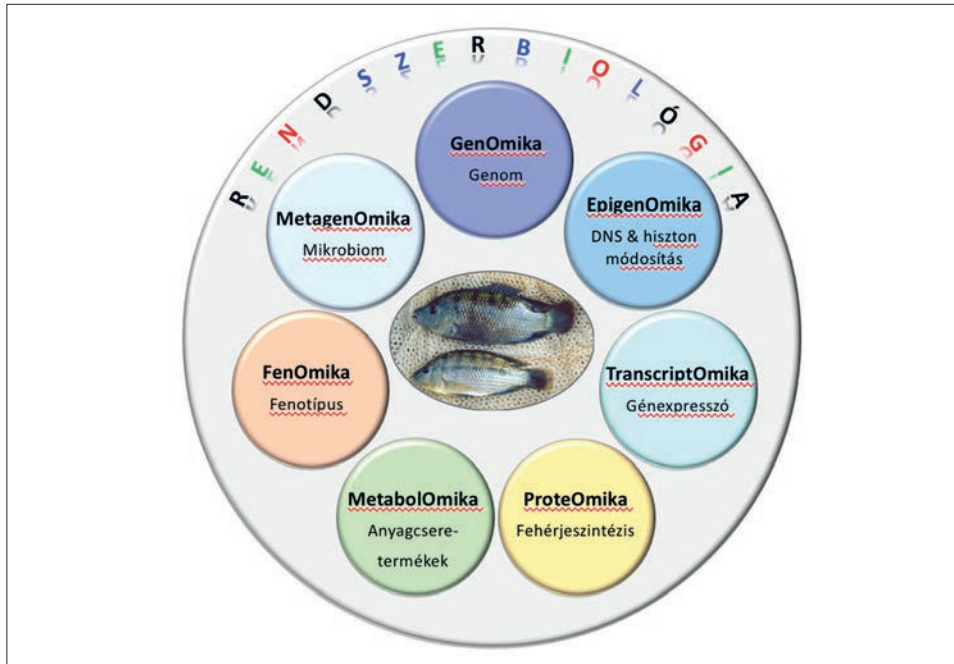 RENDSZERBIOLÓGIA
GenOmika
Genom
EpigenOmika
DNS & hiszton
módosítás
TranscriptOmika
Génexpresszó
ProteOmika
Fehérjeszintézis
MetabolOmika
Anyagcsere-
termékek
FenOmika
Fenotípus
MetagenOmika
Mikrobiom